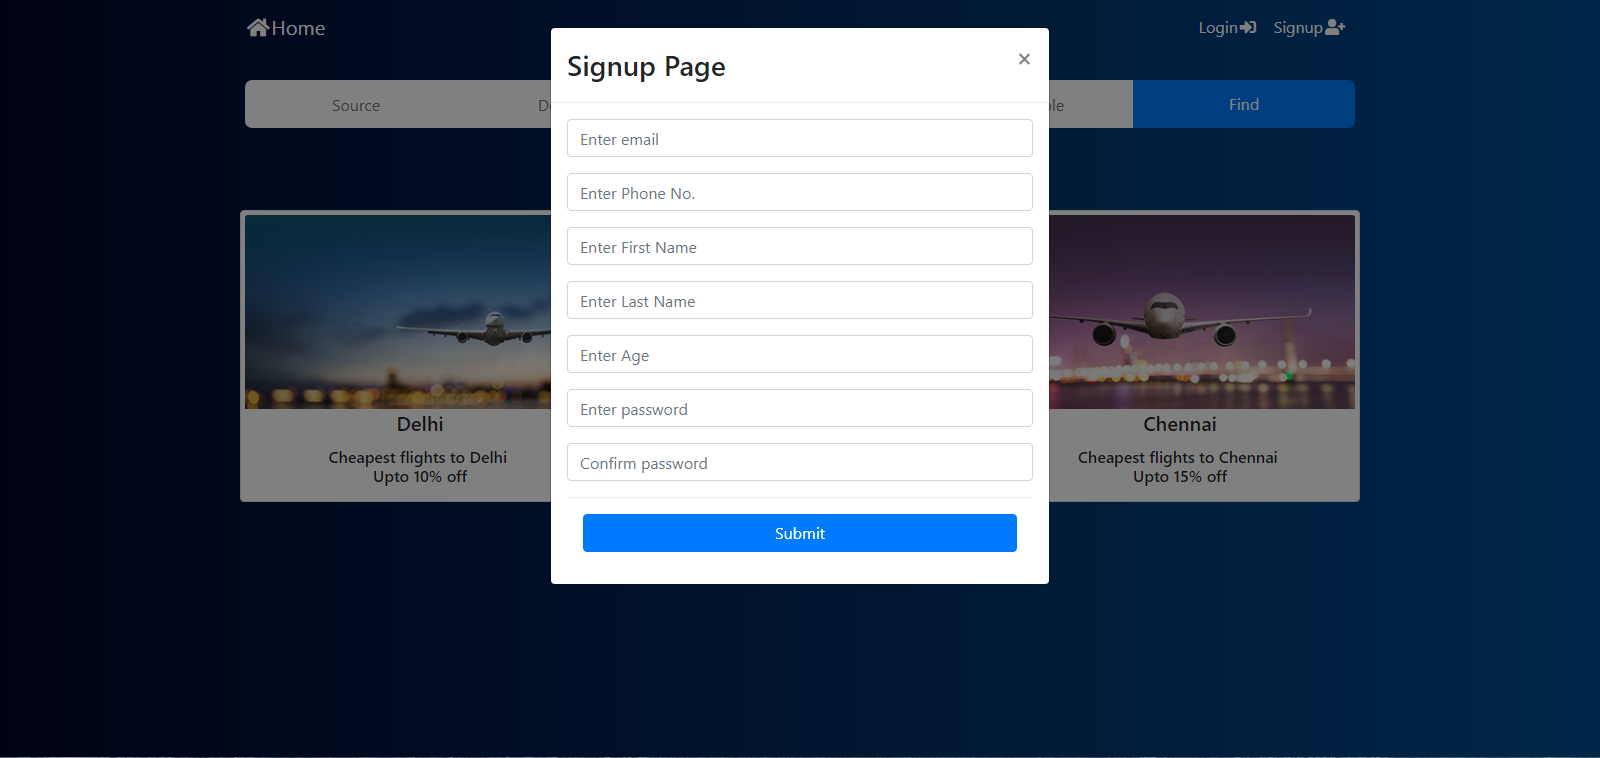 Home
Login
Signup
Signup Page
×
Source
Find
Enter email
Enter Phone No.
Enter First Name
Enter Last Name
Enter Age
Enter password
Confirm password
Submit
Delhi
Cheapest flights to Delhi
Upto 10% off
Chennai
Cheapest flights to Chennai
Upto 15% off